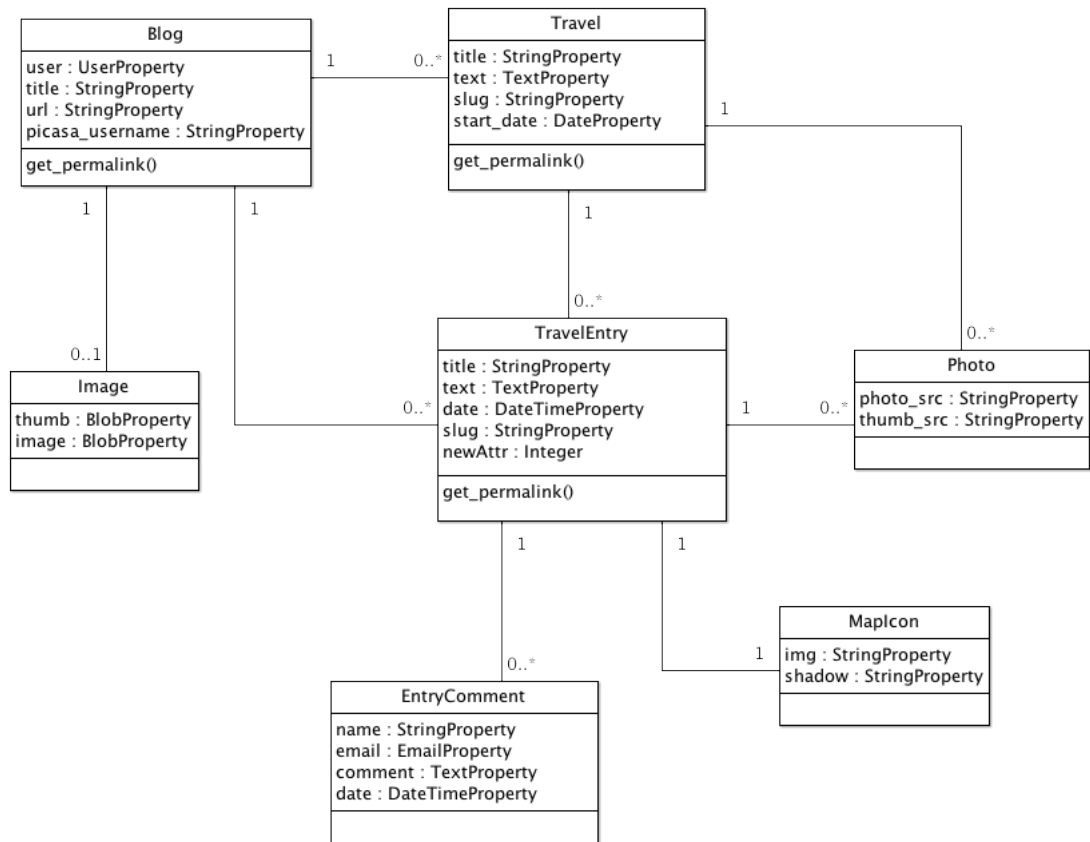 Blog
user : UserProperty
title : StringProperty
url : StringProperty
picasa_username : StringProperty
get_permalink()
1
0..*
Travel
title : StringProperty
text : TextProperty
slug : StringProperty
start_date : DateProperty
get_permalink()
1
1
1
1
0..*
0..*
0..1
Image
thumb : BlobProperty
image : BlobProperty
0..*
TravelEntry
title : StringProperty
text : TextProperty
date : DateTimeProperty
slug : StringProperty
newAttr : Integer
get_permalink()
1
0..*
Photo
photo_src : StringProperty
thumb_src : StringProperty
1
1
0..*
1
MapIcon
img : StringProperty
shadow : StringProperty
EntryComment
name : StringProperty
email : EmailProperty
comment : TextProperty
date : DateTimeProperty